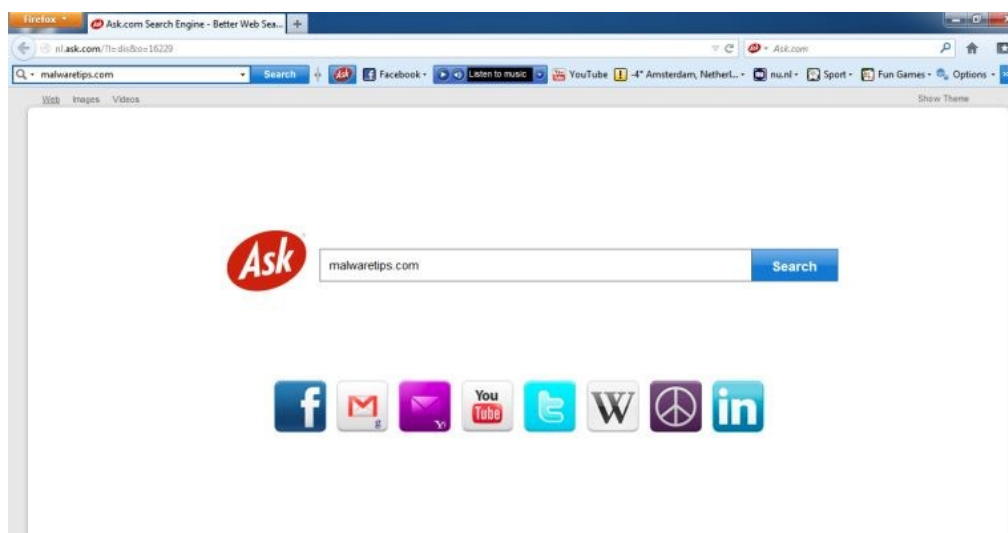 Firefox
Ask.com Search Engine - Better Web Sea... +
nl.ask.com/?l=dis&o=16229 Ask.com
malwaretips.com Search Ask Facebook Listen to music YouTube -4° Amsterdam, Netherl... nu.nl Sport Fun Games Options
Web Images Videos Show Theme
Ask malwaretips.com Search
f M g Y! You Tube t W in